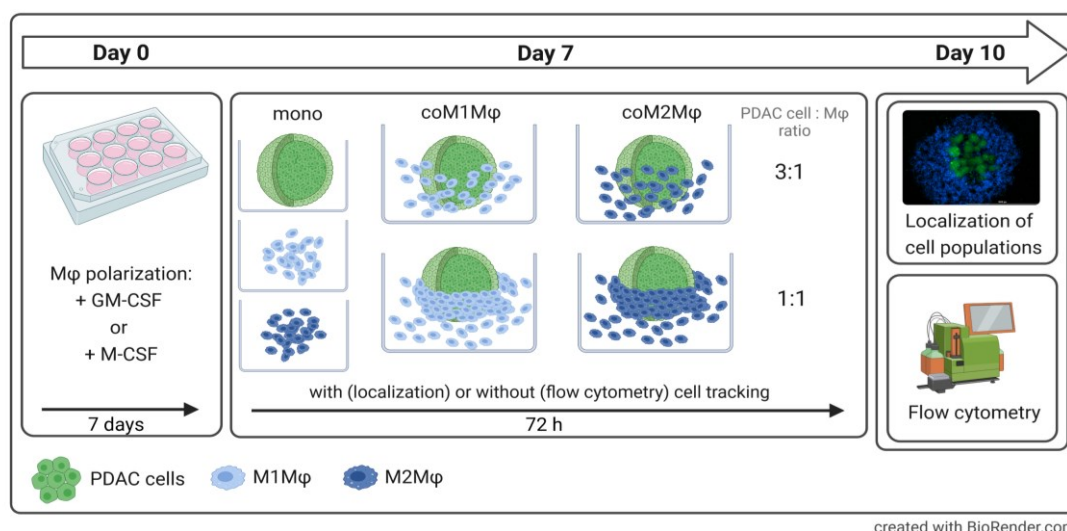 Day 0
Day 7
Day 10
Mφ polarization:
+ GM-CSF
or
+ M-CSF
7 days
mono
coM1Mφ
coM2Mφ
PDAC cell : Mφ
ratio
3:1
1:1
with (localization) or without (flow cytometry) cell tracking
72 h
Localization of
cell populations
Flow cytometry
PDAC cells
M1Mφ
M2Mφ
created with BioRender.com